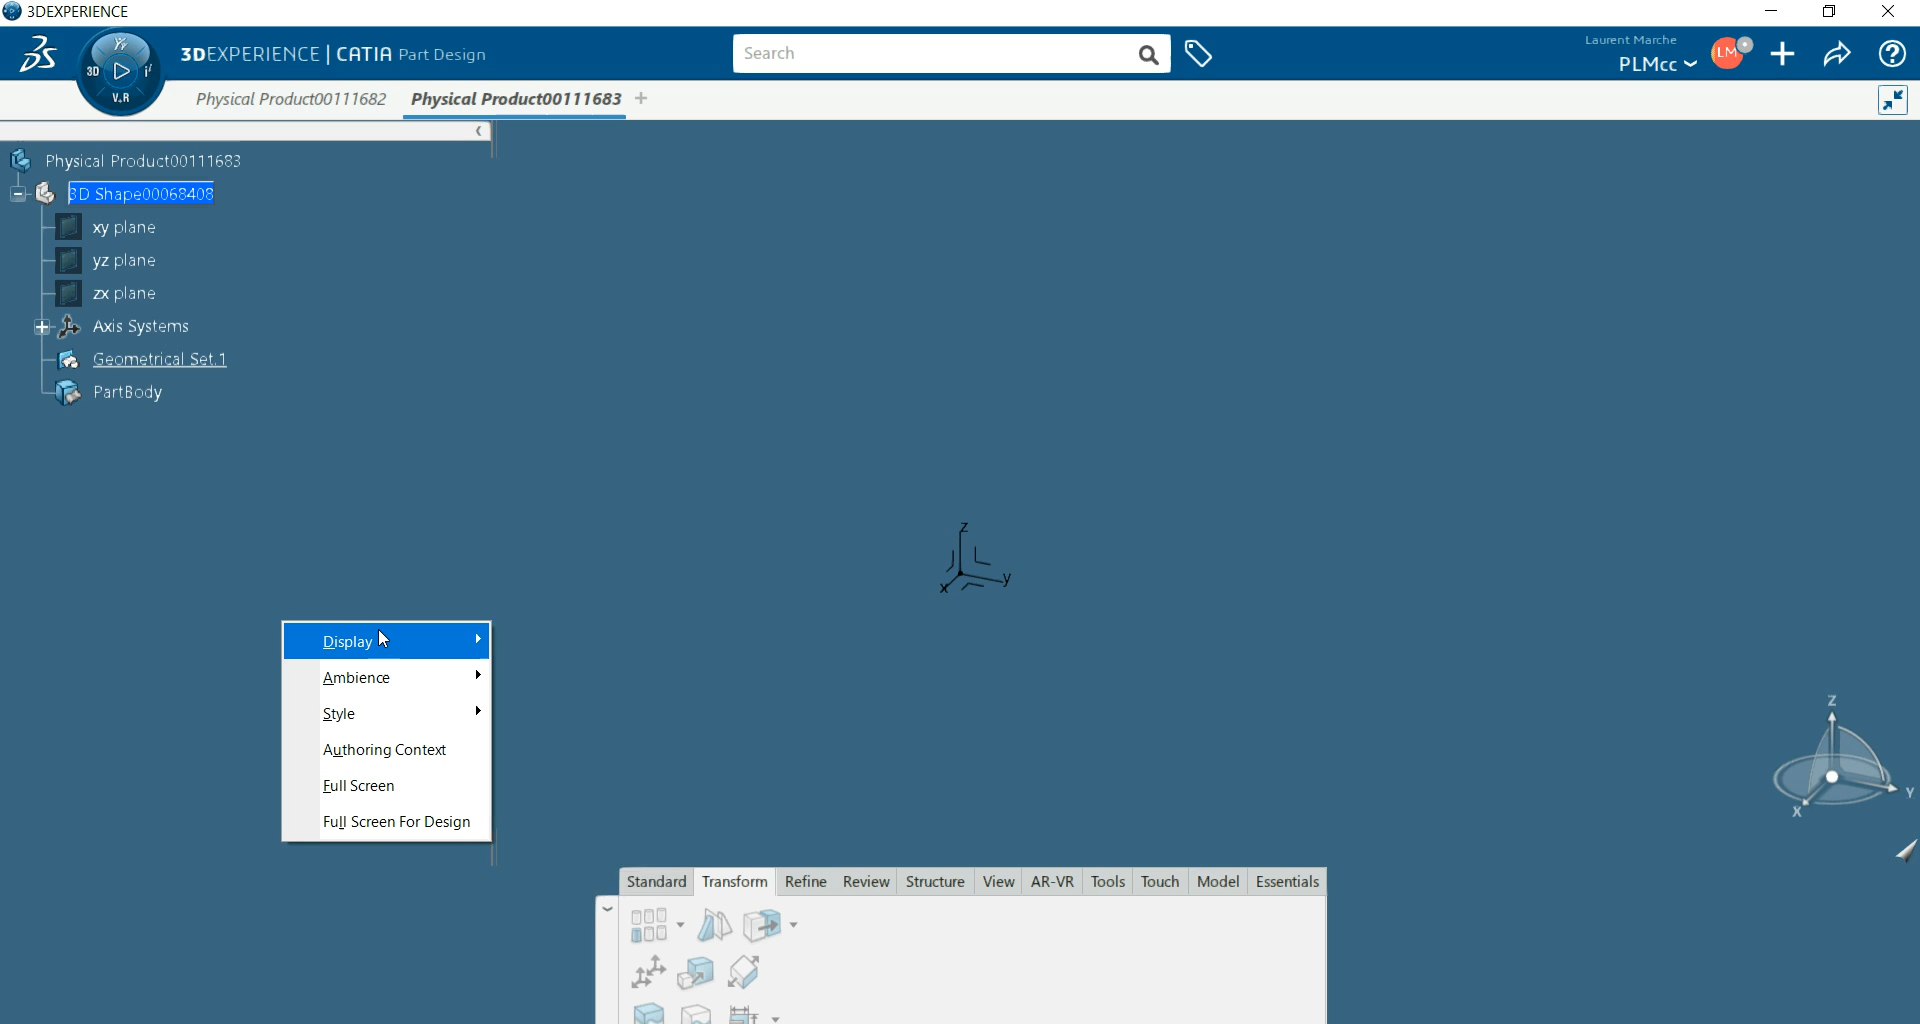 3DEXPERIENCE
3DEXPERIENCE | CATIA Part Design
Search
Laurent Marche
PLMcc
LM
3D
V.R
Physical Product00111682
Physical Product00111683
Physical Product00111683
3D Shape00068408
xy plane
yz plane
zx plane
Axis Systems
Geometrical Set.1
PartBody
z
y
x
Display
Ambience
Style
Authoring Context
Full Screen
Full Screen For Design
Z
Y
X
Standard Transform Refine Review Structure View AR-VR Tools Touch Model Essentials